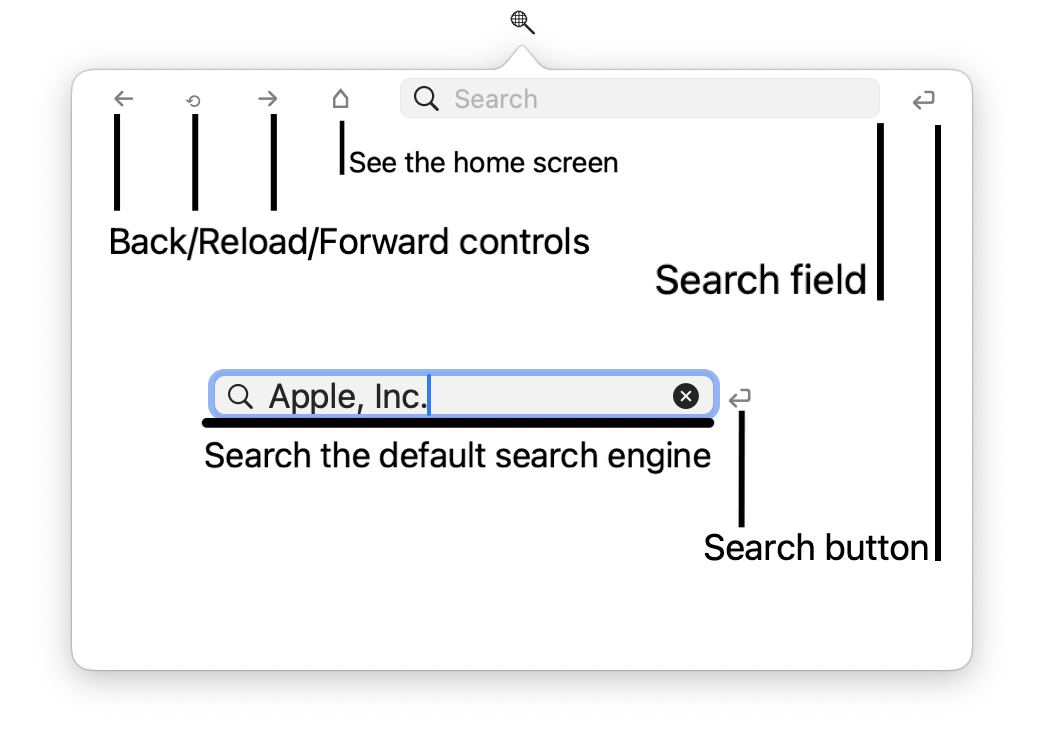 Search
See the home screen
Back/Reload/Forward controls
Search field
Apple, Inc.
Search the default search engine
Search button